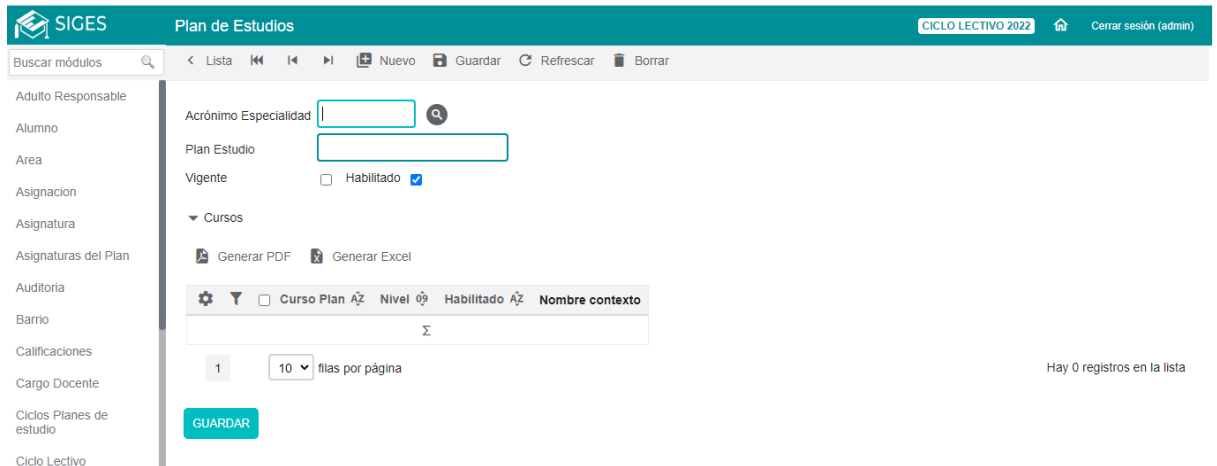 SIGES
Plan de Estudios
CICLO LECTIVO 2022
Cerrar sesión (admin)
Buscar módulos
Lista
Nuevo
Guardar
Refrescar
Borrar
Adulto Responsable
Alumno
Area
Asignacion
Asignatura
Asignaturas del Plan
Auditoria
Barrio
Calificaciones
Cargo Docente
Ciclos Planes de
estudio
Ciclo Lectivo
Acrónimo Especialidad
Plan Estudio
Vigente
Habilitado
Cursos
Generar PDF
Generar Excel
Curso Plan AZ Nivel 09 Habilitado AZ Nombre contexto
Σ
1
10 filas por página
Hay 0 registros en la lista
GUARDAR